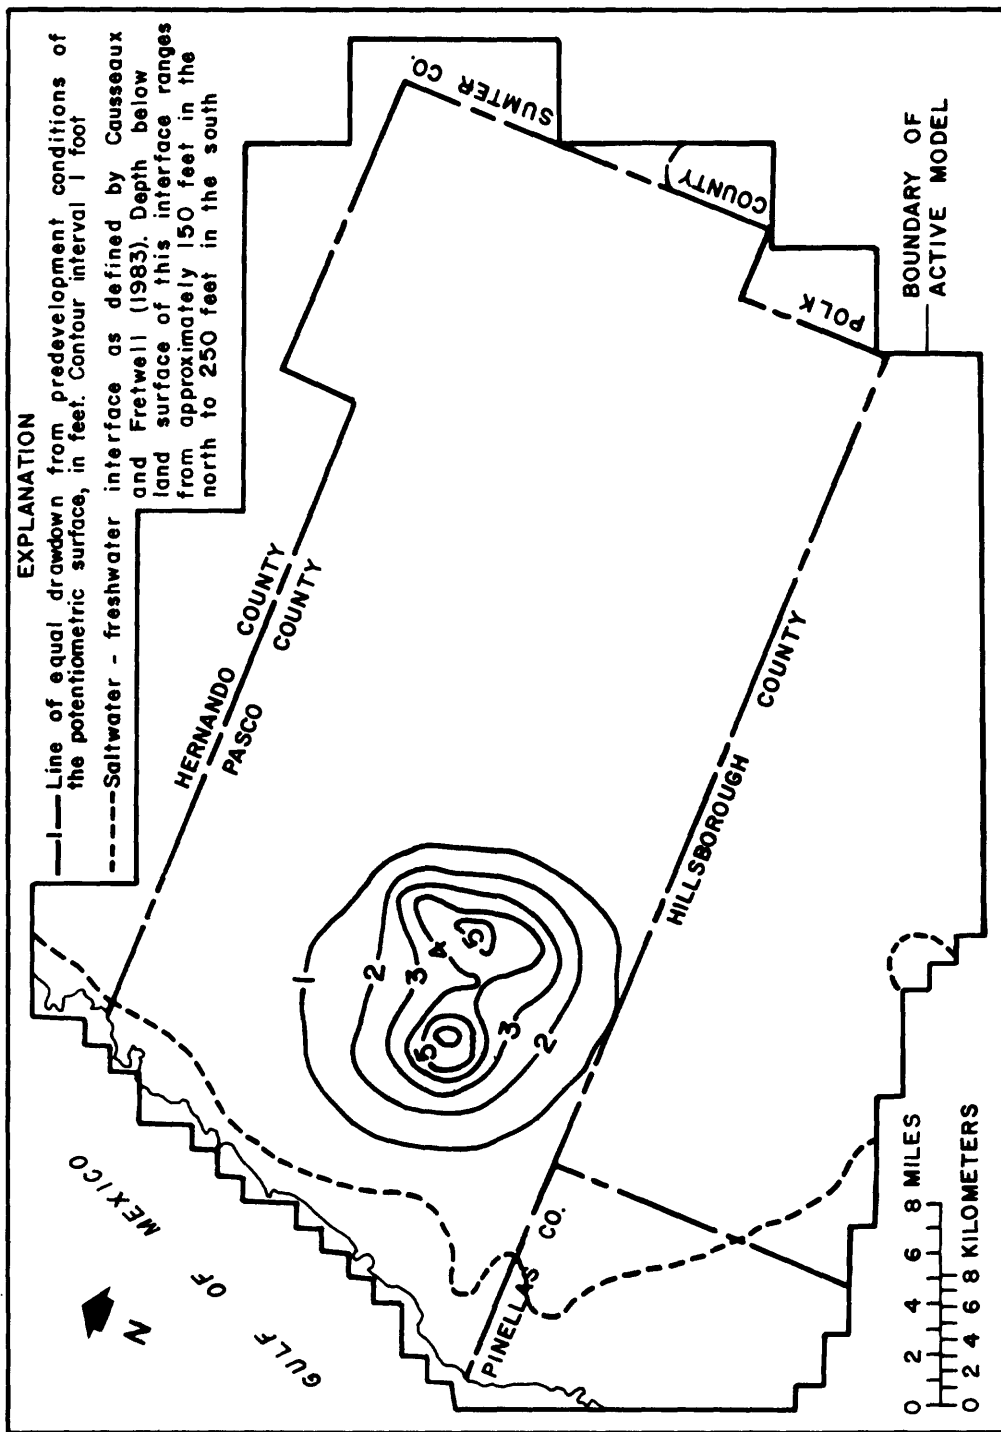 EXPLANATION
—1— Line of equal drawdown from predevelopment conditions of
the potentiometric surface, in feet. Contour interval 1 foot
-----Saltwater - freshwater interface as defined by Causseaux
and Fretwell (1983). Depth below
land surface of this interface ranges
from approximately 150 feet in the
north to 250 feet in the south
SUMTER CO.
HERNANDO COUNTY
PASCO COUNTY
COUNTY
POLK
BOUNDARY OF
ACTIVE MODEL
GULF OF MEXICO
N
1
2
3
4
5
5
3
2
PINELLAS CO.
HILLSBOROUGH COUNTY
0 2 4 6 8 MILES
0 2 4 6 8 KILOMETERS